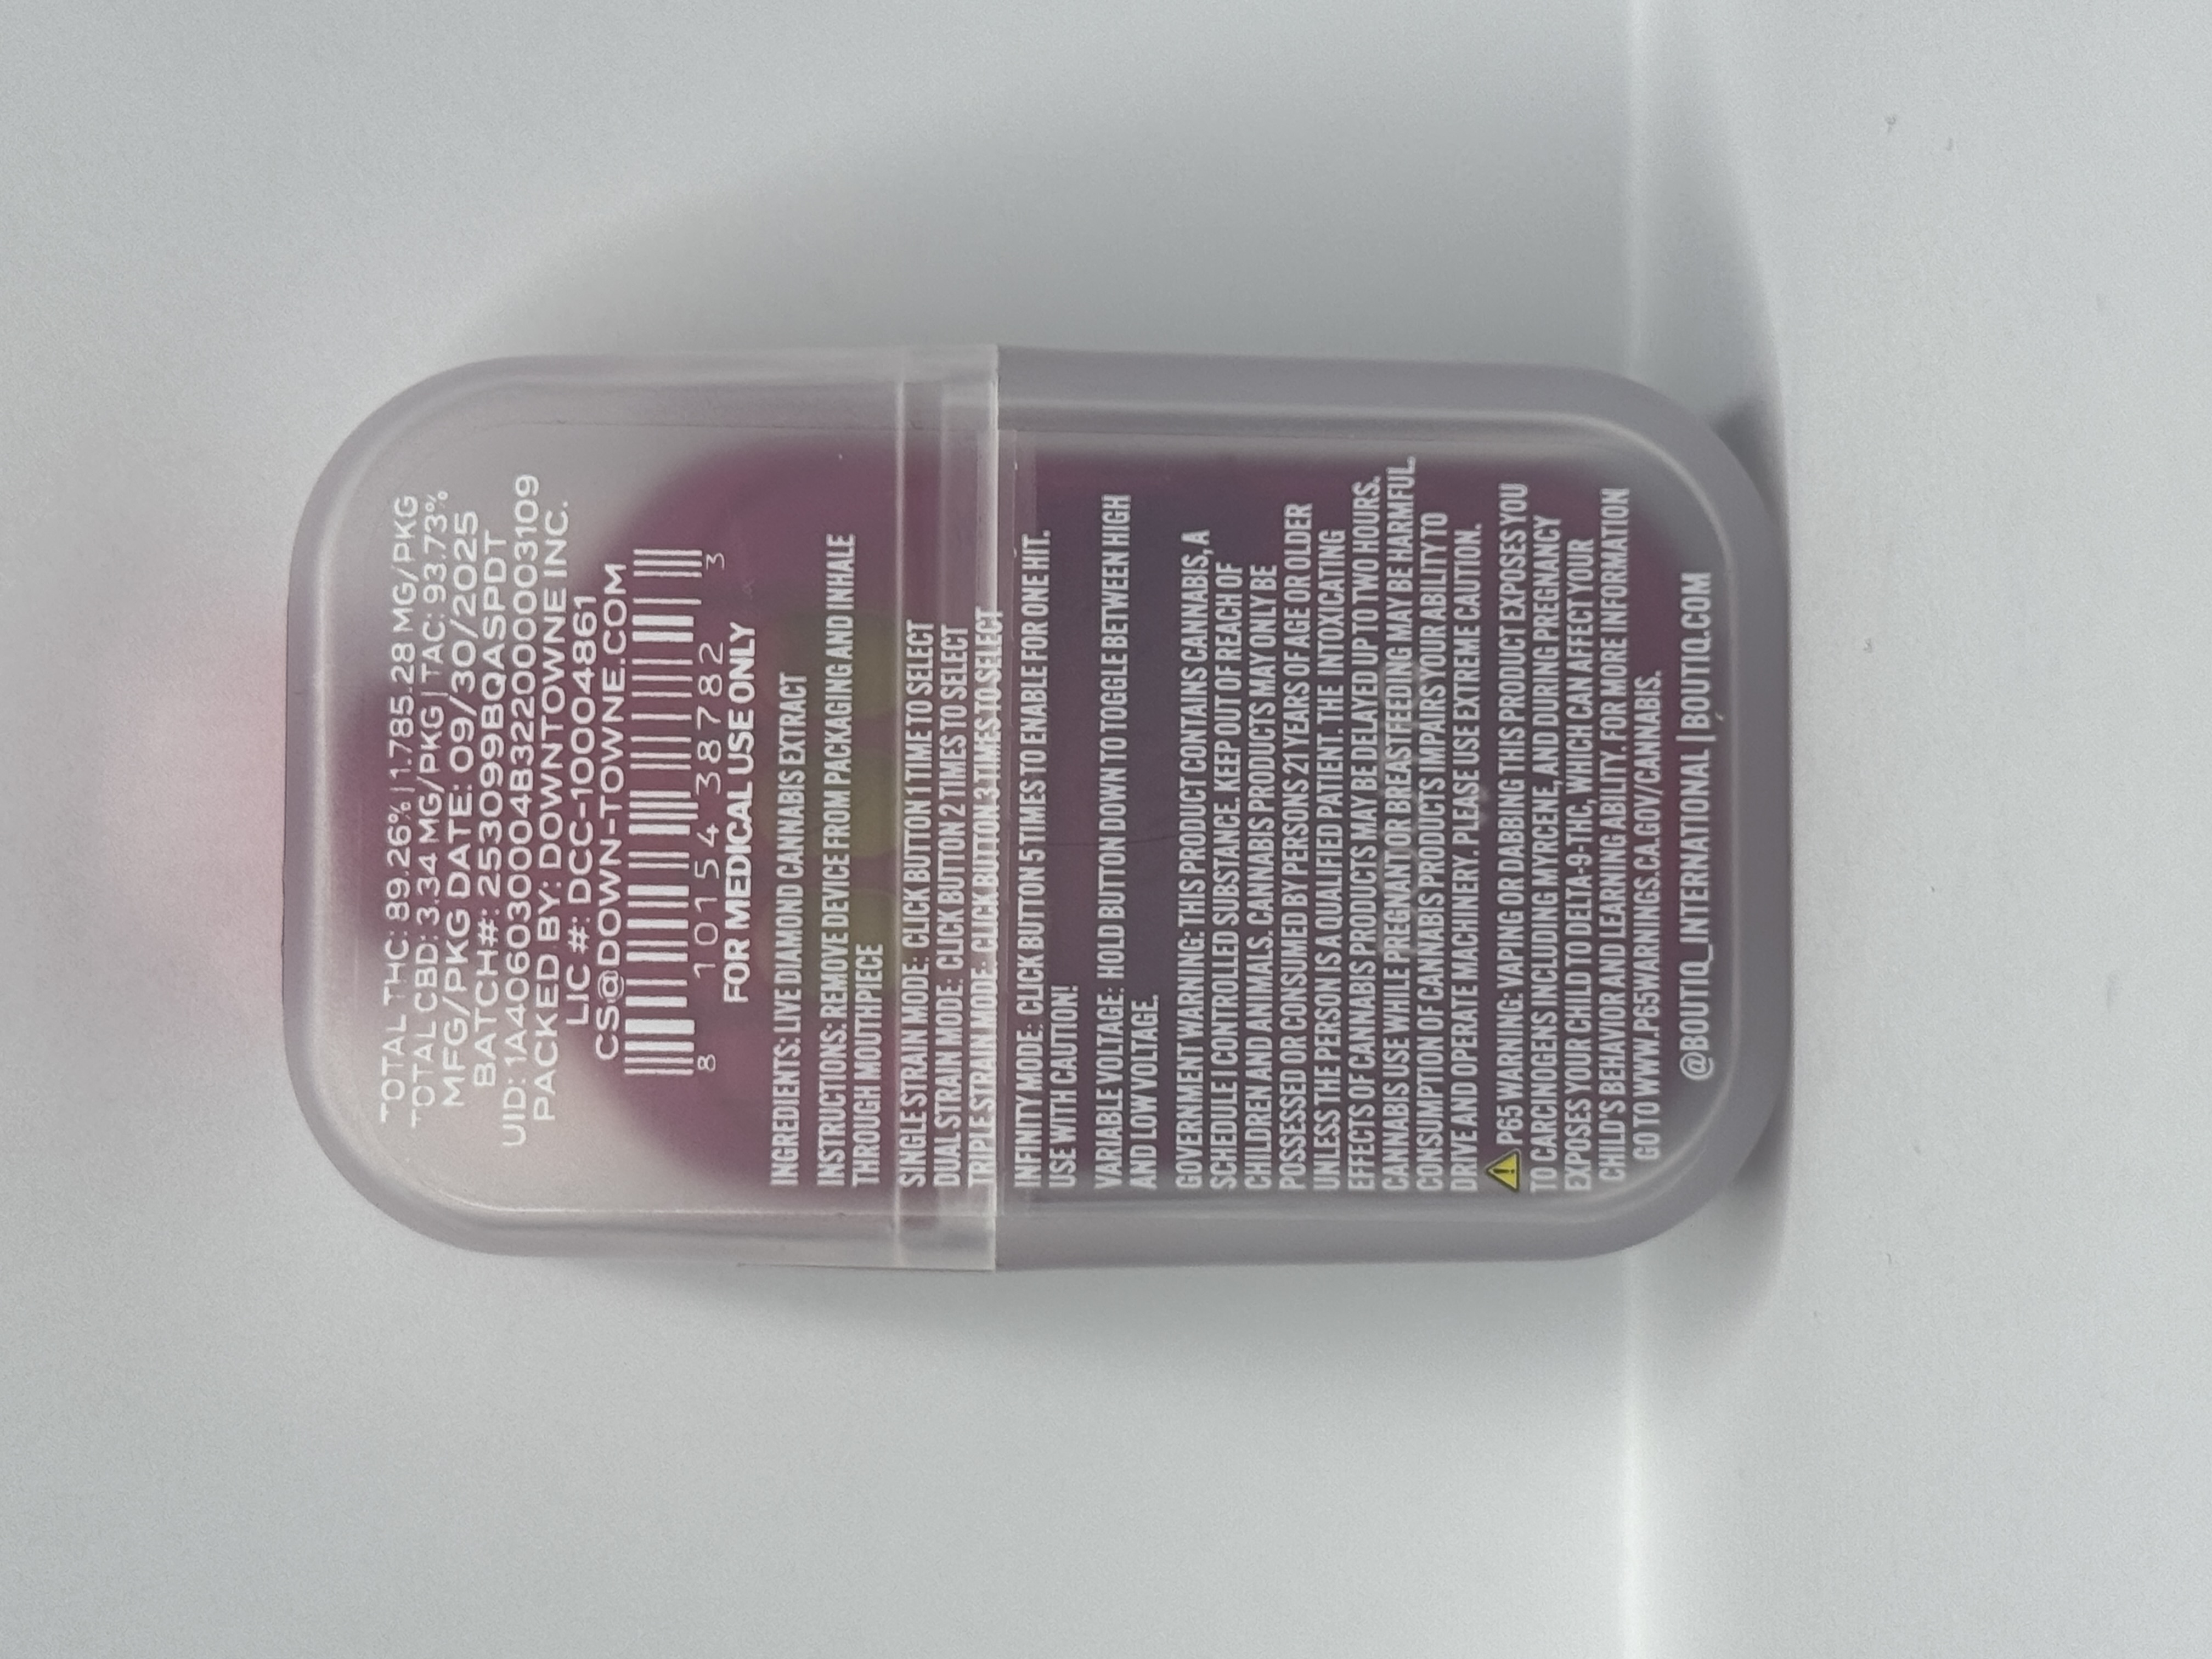 TOTAL THC: 89.26% | 1,785.28 MG/PKG
TOTAL CBD: 3.34 MG/PKG | TAC: 93.73%
MFG/PKG DATE: 09/30/2025
BATCH#: 253099BQASPDT
UID: 1A4060300004B3220000003109
PACKED BY: DOWNTOWNE INC.
LIC #: DCC-10004861
CS@DOWN-TOWNE.COM
8 10154 38782 3
FOR MEDICAL USE ONLY
INGREDIENTS: LIVE DIAMOND CANNABIS EXTRACT
INSTRUCTIONS: REMOVE DEVICE FROM PACKAGING AND INHALE
THROUGH MOUTHPIECE
SINGLE STRAIN MODE: CLICK BUTTON 1 TIME TO SELECT
DUAL STRAIN MODE: CLICK BUTTON 2 TIMES TO SELECT
TRIPLE STRAIN MODE: CLICK BUTTON 3 TIMES TO SELECT
INFINITY MODE: CLICK BUTTON 5 TIMES TO ENABLE FOR ONE HIT.
USE WITH CAUTION!
VARIABLE VOLTAGE: HOLD BUTTON DOWN TO TOGGLE BETWEEN HIGH
AND LOW VOLTAGE.
GOVERNMENT WARNING: THIS PRODUCT CONTAINS CANNABIS, A
SCHEDULE I CONTROLLED SUBSTANCE. KEEP OUT OF REACH OF
CHILDREN AND ANIMALS. CANNABIS PRODUCTS MAY ONLY BE
POSSESSED OR CONSUMED BY PERSONS 21 YEARS OF AGE OR OLDER
UNLESS THE PERSON IS A QUALIFIED PATIENT. THE INTOXICATING
EFFECTS OF CANNABIS PRODUCTS MAY BE DELAYED UP TO TWO HOURS.
CANNABIS USE WHILE PREGNANT OR BREASTFEEDING MAY BE HARMFUL.
CONSUMPTION OF CANNABIS PRODUCTS IMPAIRS YOUR ABILITY TO
DRIVE AND OPERATE MACHINERY. PLEASE USE EXTREME CAUTION.
P65 WARNING: VAPING OR DABBING THIS PRODUCT EXPOSES YOU
TO CARCINOGENS INCLUDING MYRCENE, AND DURING PREGNANCY
EXPOSES YOUR CHILD TO DELTA-9-THC, WHICH CAN AFFECT YOUR
CHILD'S BEHAVIOR AND LEARNING ABILITY. FOR MORE INFORMATION
GO TO WWW.P65WARNINGS.CA.GOV/CANNABIS.
@BOUTIQ_INTERNATIONAL | BOUTIQ.COM